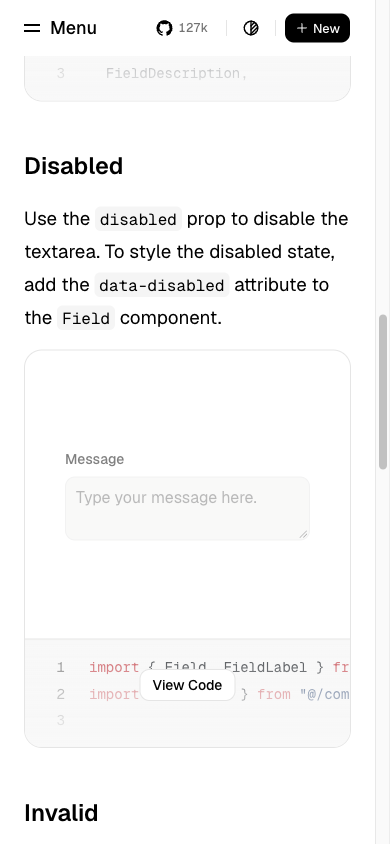 Menu 127k + New
3 FieldDescription,
Disabled
Use the disabled prop to disable the
textarea. To style the disabled state,
add the data-disabled attribute to
the Field component.
Message
Type your message here.
1 import { Field, FieldLabel } fr
2 import } from "@/com
View Code
3
Invalid